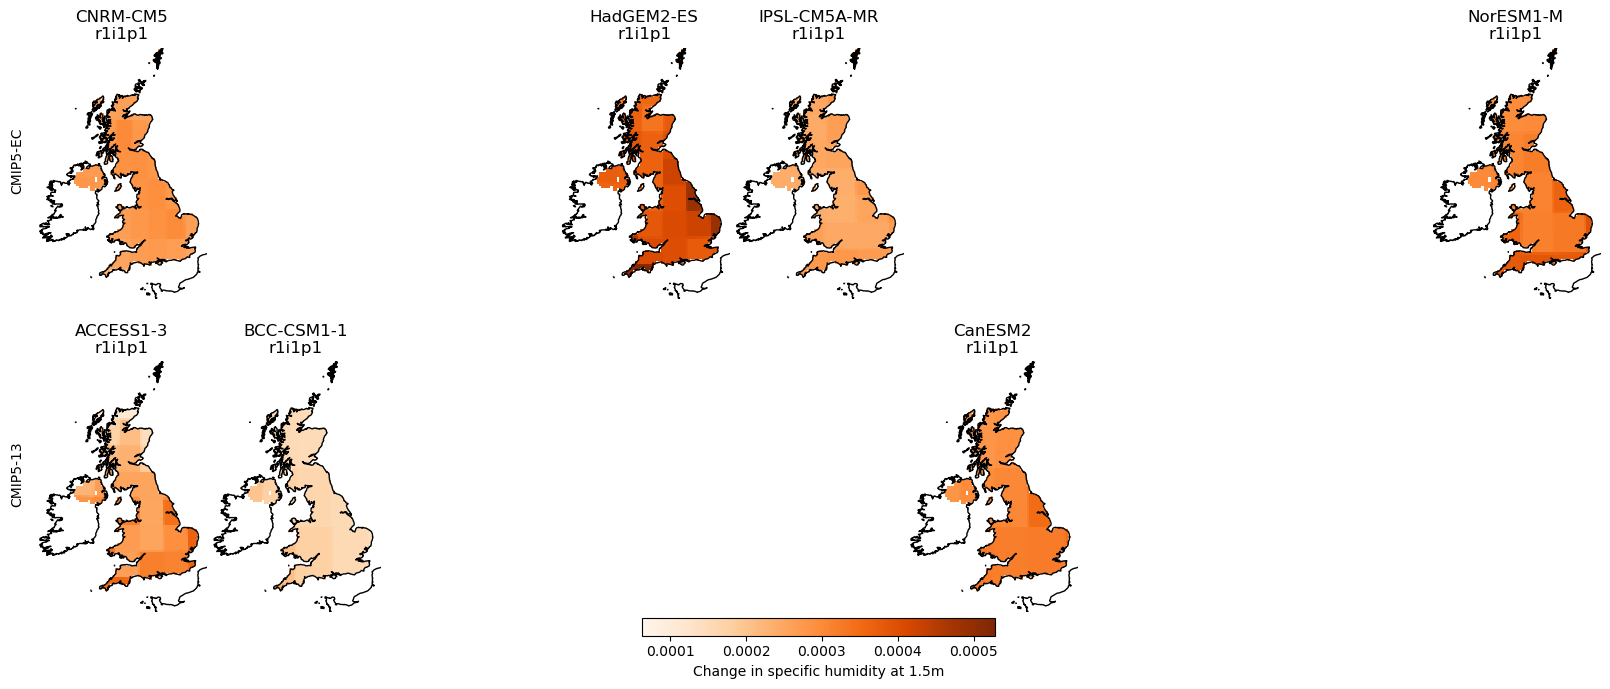 CNRM-CM5
r1i1p1
HadGEM2-ES
r1i1p1
IPSL-CM5A-MR
r1i1p1
NorESM1-M
r1i1p1
CMIP5-EC
ACCESS1-3
r1i1p1
BCC-CSM1-1
r1i1p1
CanESM2
r1i1p1
CMIP5-13
0.0001 0.0002 0.0003 0.0004 0.0005
Change in specific humidity at 1.5m